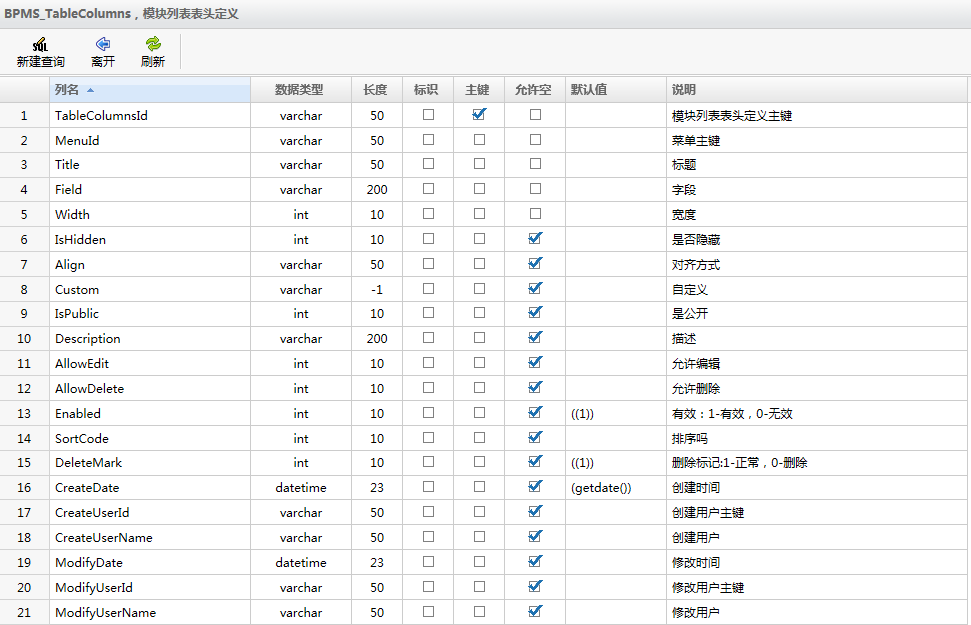 BPMS_TableColumns，模块列表表头定义
SQL
新建查询 离开 刷新
列名 数据类型 长度 标识 主键 允许空 默认值 说明
1 TableColumnsId varchar 50 模块列表表头定义主键
2 MenuId varchar 50 菜单主键
3 Title varchar 50 标题
4 Field varchar 200 字段
5 Width int 10 宽度
6 IsHidden int 10 是否隐藏
7 Align varchar 50 对齐方式
8 Custom varchar -1 自定义
9 IsPublic int 10 是公开
10 Description varchar 200 描述
11 AllowEdit int 10 允许编辑
12 AllowDelete int 10 允许删除
13 Enabled int 10 ((1)) 有效：1-有效，0-无效
14 SortCode int 10 排序吗
15 DeleteMark int 10 ((1)) 删除标记:1-正常，0-删除
16 CreateDate datetime 23 (getdate()) 创建时间
17 CreateUserId varchar 50 创建用户主键
18 CreateUserName varchar 50 创建用户
19 ModifyDate datetime 23 修改时间
20 ModifyUserId varchar 50 修改用户主键
21 ModifyUserName varchar 50 修改用户